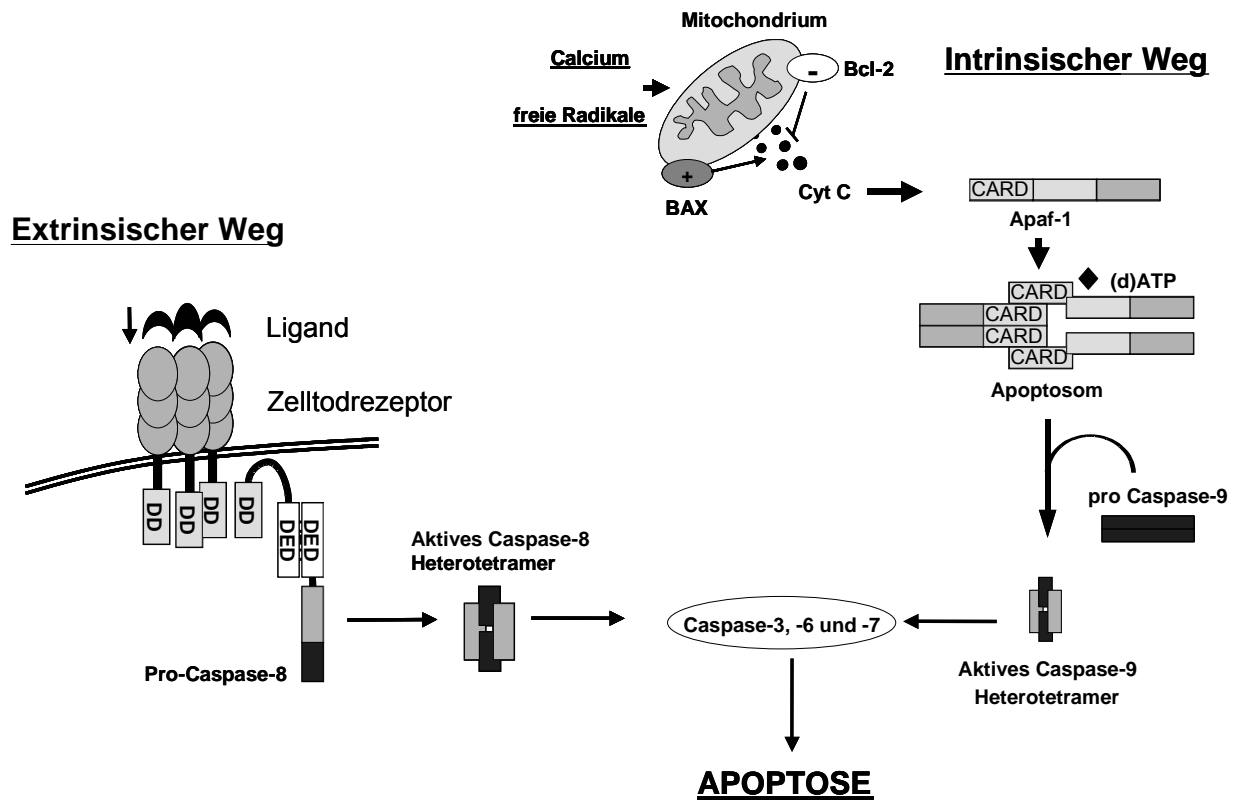 Mitochondrium
Intrinsischer Weg
Calcium
-
Bcl-2
freie Radikale
+
BAX
Cyt C
CARD
Apaf-1
Extrinsischer Weg
(d)ATP
CARD
CARD
CARD
CARD
Apoptosom
Ligand
Zelltodrezeptor
pro Caspase-9
DD
DD
DD
DD
DED
DED
Aktives Caspase-8
Heterotetramer
Caspase-3, -6 und -7
Pro-Caspase-8
Aktives Caspase-9
Heterotetramer
APOPTOSE